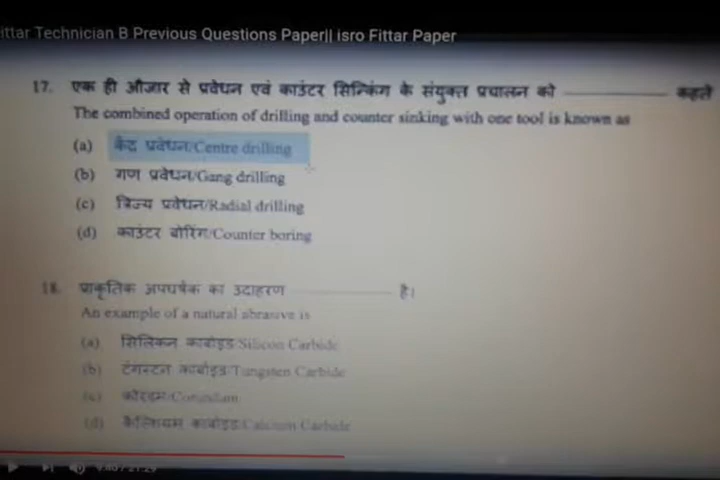 ittar Technician B Previous Questions Paper|| isro Fittar Paper
17. एक ही औजार से प्रवेधन एवं काउंटर सिन्किंग के संयुक्त प्रचालन को __________ कहते
The combined operation of drilling and counter sinking with one tool is known as
(a) केंद्र प्रवेधन/Centre drilling
(b) गण प्रवेधन/Gang drilling
(c) त्रिज्य प्रवेधन/Radial drilling
(d) काउंटर बोरिंग/Counter boring
18. प्राकृतिक अपघर्षक का उदाहरण __________ है।
An example of a natural abrasive is
(a) सिलिकन कार्बाइड/Silicon Carbide
(b) टंगस्टन कार्बाइड/Tungsten Carbide
(c) कोरंडम/Corundum
(d) कैल्शियम कार्बाइड/Calcium Carbide